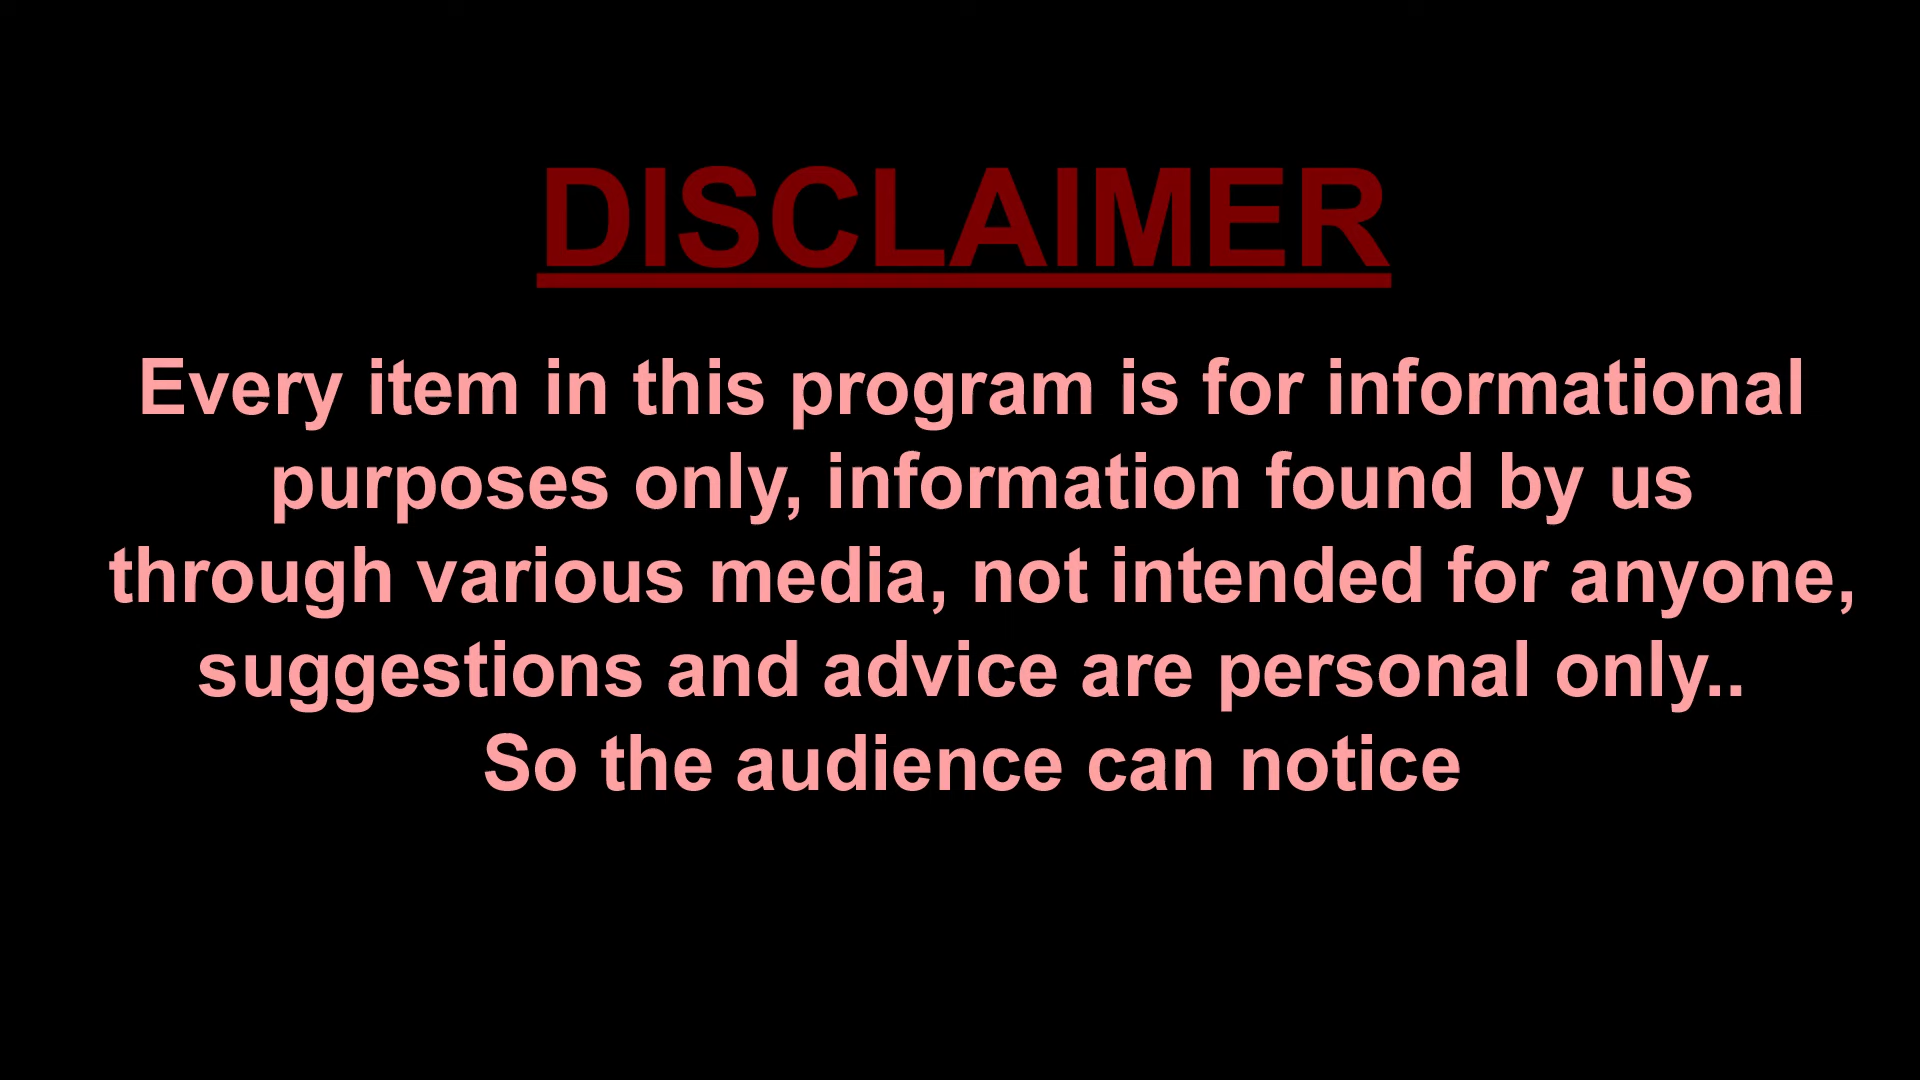 DISCLAIMER
Every item in this program is for informational
purposes only, information found by us
through various media, not intended for anyone,
suggestions and advice are personal only..
So the audience can notice